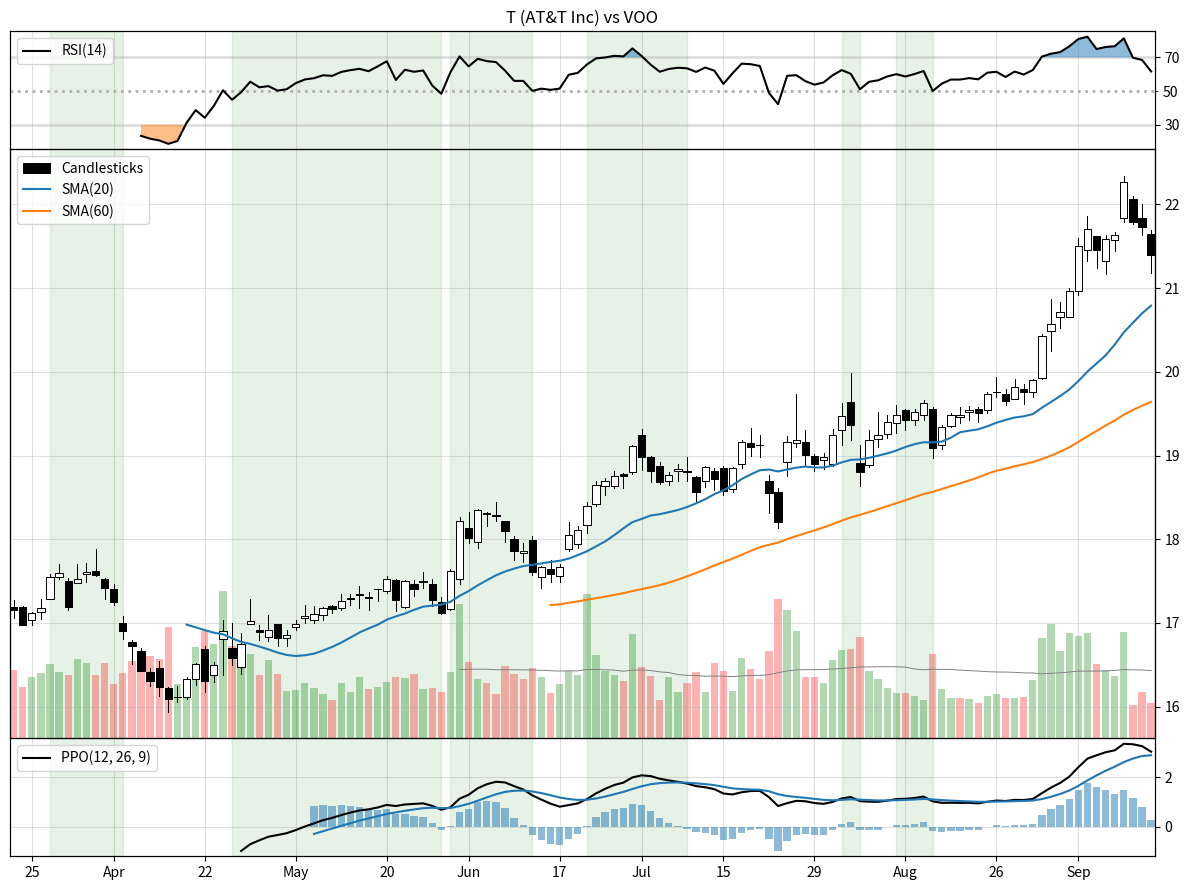 T (AT&T Inc) vs VOO
RSI(14)
70
50
30
Candlesticks
SMA(20)
SMA(60)
22
21
20
19
18
17
16
PPO(12, 26, 9)
2
0
25 Apr 22 May 20 Jun 17 Jul 15 29 Aug 26 Sep